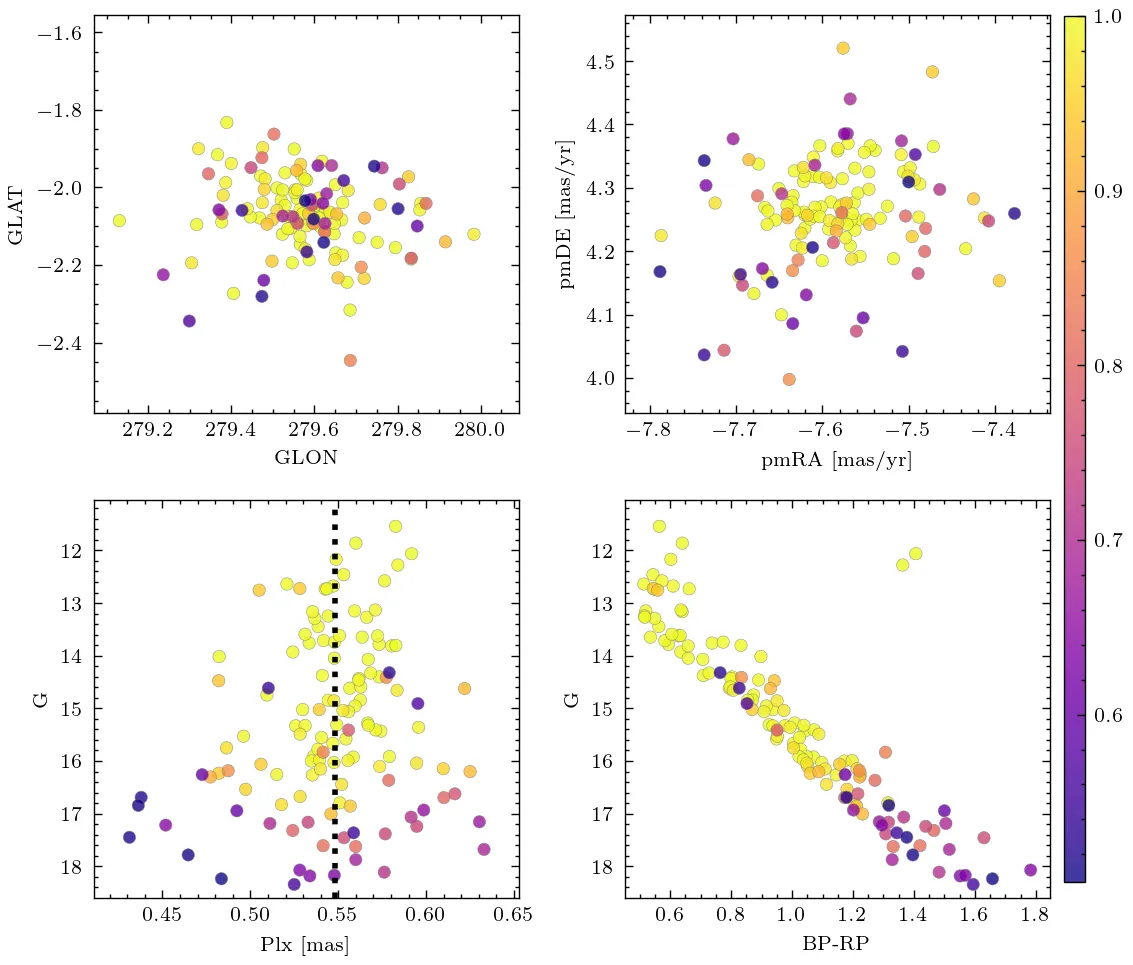 −1.6
−1.8
−2.0
−2.2
−2.4
GLAT
279.2 279.4 279.6 279.8 280.0
GLON
4.5
4.4
4.3
4.2
4.1
4.0
pmDE [mas/yr]
−7.8 −7.7 −7.6 −7.5 −7.4
pmRA [mas/yr]
12
13
14
15
16
17
18
G
0.45 0.50 0.55 0.60 0.65
Plx [mas]
12
13
14
15
16
17
18
G
0.6 0.8 1.0 1.2 1.4 1.6 1.8
BP-RP
1.0
0.9
0.8
0.7
0.6